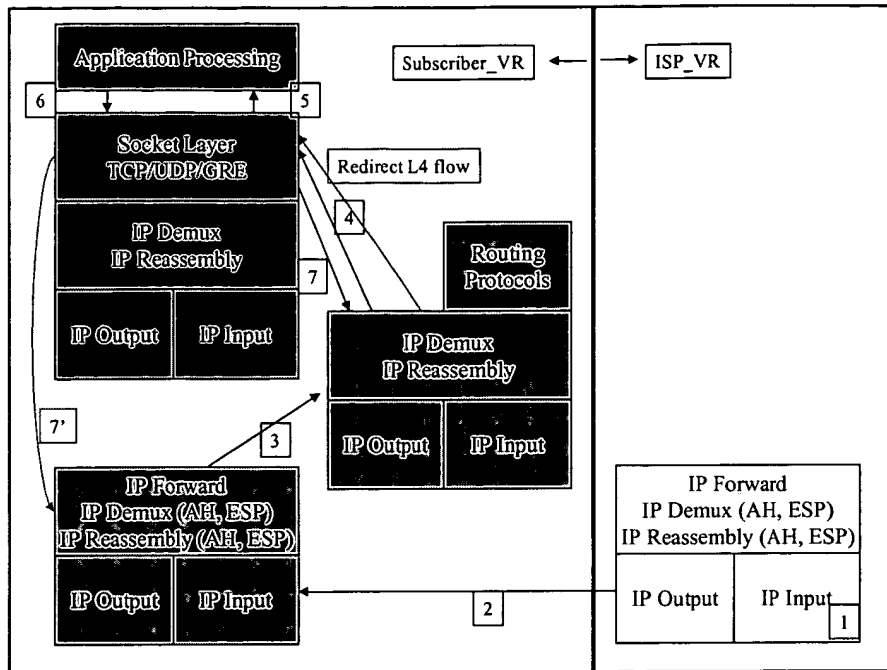 Application Processing
Subscriber_VR
ISP_VR
6
5
Socket Layer
TCP/UDP/GRE
Redirect L4 flow
4
IP Demux
IP Reassembly
Routing
Protocols
7
IP Output
IP Input
IP Demux
IP Reassembly
7’
3
IP Output
IP Input
IP Forward
IP Demux (AH, ESP)
IP Reassembly (AH, ESP)
IP Forward
IP Demux (AH, ESP)
IP Reassembly (AH, ESP)
IP Output
IP Input
2
IP Output
IP Input
1